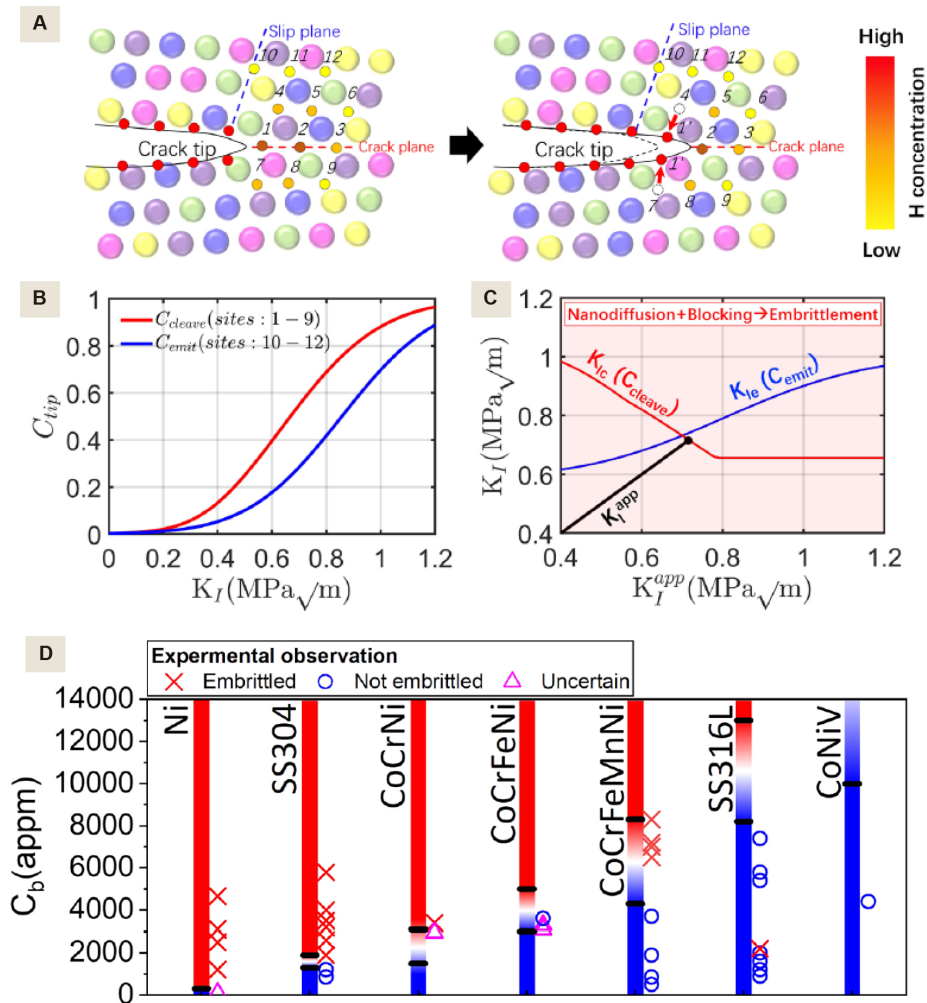 A
Slip plane
10 11 12
4 5 6
1 2 3
Crack tip
Crack plane
7 8 9
Slip plane
10 11 12
4 5 6
1' 2 3
Crack tip
Crack plane
1'
7 8 9
High
H concentration
Low
B
C_cleave(sites : 1 − 9)
C_emit(sites : 10 − 12)
1
0.8
0.6
0.4
0.2
0
C_tip
0 0.2 0.4 0.6 0.8 1 1.2
K_I(MPa√m)
C
Nanodiffusion+Blocking→Embrittlement
K_Ic (C_cleave)
K_Ie (C_emit)
K_I^app
1.2
1
0.8
0.6
0.4
K_I(MPa√m)
0.4 0.6 0.8 1 1.2
K_I^app(MPa√m)
D
Expermental observation
Embrittled Not embrittled Uncertain
14000
12000
10000
8000
6000
4000
2000
0
C_b(appm)
Ni
SS304
CoCrNi
CoCrFeNi
CoCrFeMnNi
SS316L
CoNiV